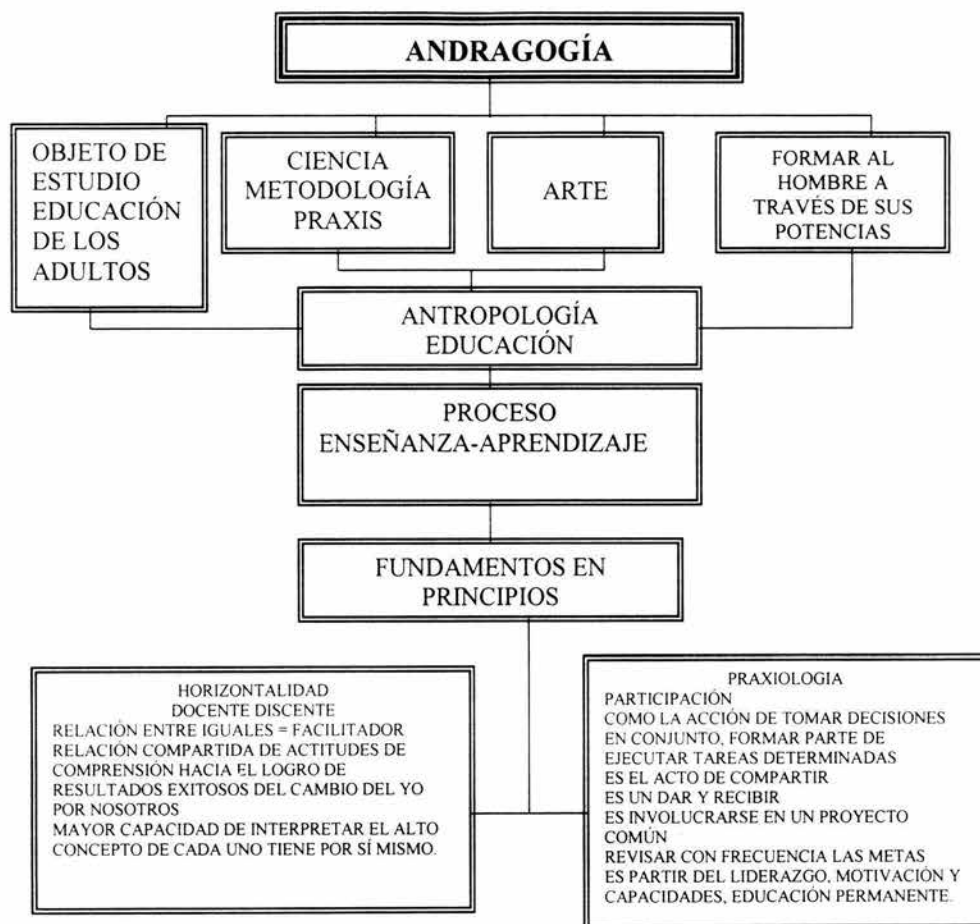 ANDRAGOGÍA
OBJETO DE
ESTUDIO
EDUCACIÓN
DE LOS
ADULTOS
CIENCIA
METODOLOGÍA
PRAXIS
ARTE
FORMAR AL
HOMBRE A
TRAVÉS DE SUS
POTENCIAS
ANTROPOLOGÍA
EDUCACIÓN
PROCESO
ENSEÑANZA-APRENDIZAJE
FUNDAMENTOS EN
PRINCIPIOS
HORIZONTALIDAD
DOCENTE DISCENTE
RELACIÓN ENTRE IGUALES = FACILITADOR
RELACIÓN COMPARTIDA DE ACTITUDES DE
COMPRENSIÓN HACIA EL LOGRO DE
RESULTADOS EXITOSOS DEL CAMBIO DEL YO
POR NOSOTROS
MAYOR CAPACIDAD DE INTERPRETAR EL ALTO
CONCEPTO DE CADA UNO TIENE POR SÍ MISMO.
PRAXIOLOGIA
PARTICIPACIÓN
COMO LA ACCIÓN DE TOMAR DECISIONES
EN CONJUNTO, FORMAR PARTE DE
EJECUTAR TAREAS DETERMINADAS
ES EL ACTO DE COMPARTIR
ES UN DAR Y RECIBIR
ES INVOLUCRARSE EN UN PROYECTO
COMÚN
REVISAR CON FRECUENCIA LAS METAS
ES PARTIR DEL LIDERAZGO, MOTIVACIÓN Y
CAPACIDADES, EDUCACIÓN PERMANENTE.